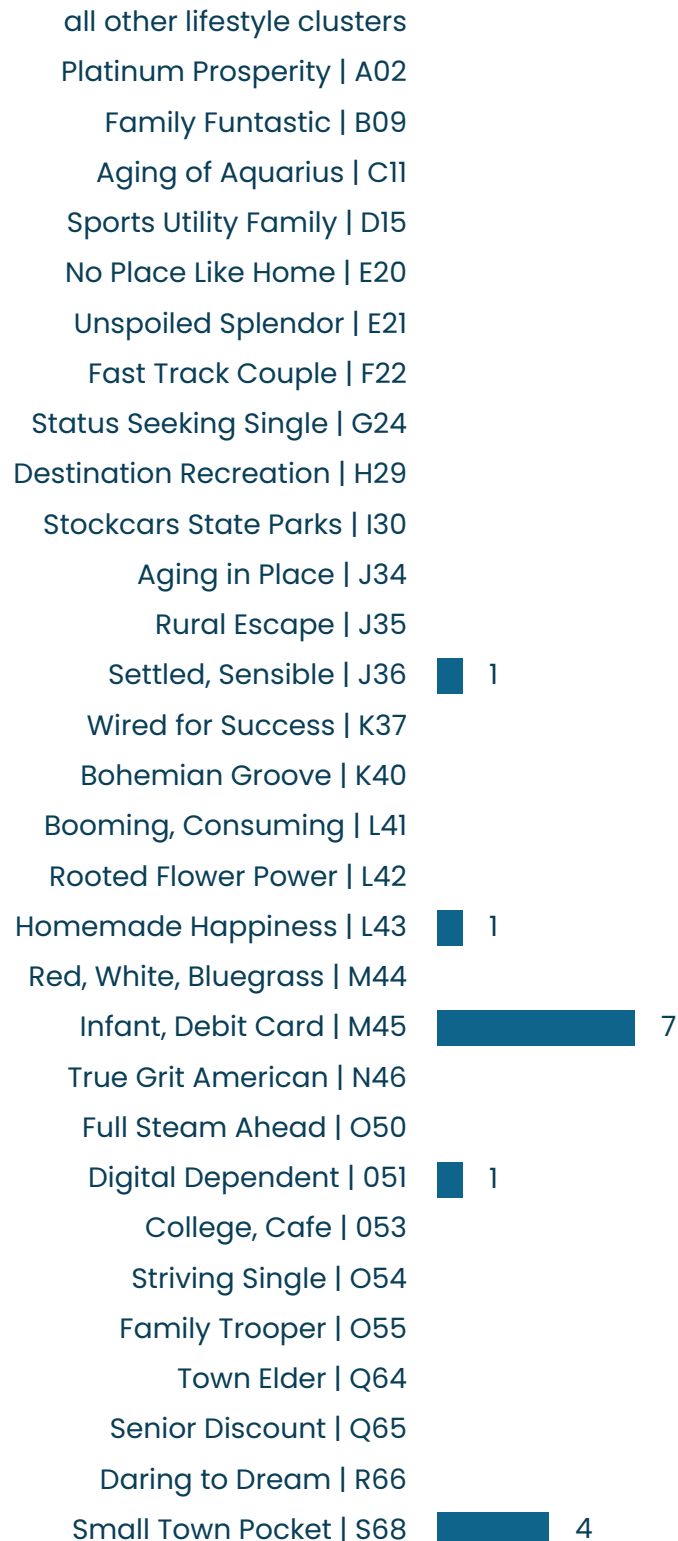 all other lifestyle clusters
Platinum Prosperity | A02
Family Funtastic | B09
Aging of Aquarius | C11
Sports Utility Family | D15
No Place Like Home | E20
Unspoiled Splendor | E21
Fast Track Couple | F22
Status Seeking Single | G24
Destination Recreation | H29
Stockcars State Parks | I30
Aging in Place | J34
Rural Escape | J35
Settled, Sensible | J36 1
Wired for Success | K37
Bohemian Groove | K40
Booming, Consuming | L41
Rooted Flower Power | L42
Homemade Happiness | L43 1
Red, White, Bluegrass | M44
Infant, Debit Card | M45 7
True Grit American | N46
Full Steam Ahead | O50
Digital Dependent | 051 1
College, Cafe | 053
Striving Single | O54
Family Trooper | O55
Town Elder | Q64
Senior Discount | Q65
Daring to Dream | R66
Small Town Pocket | S68 4